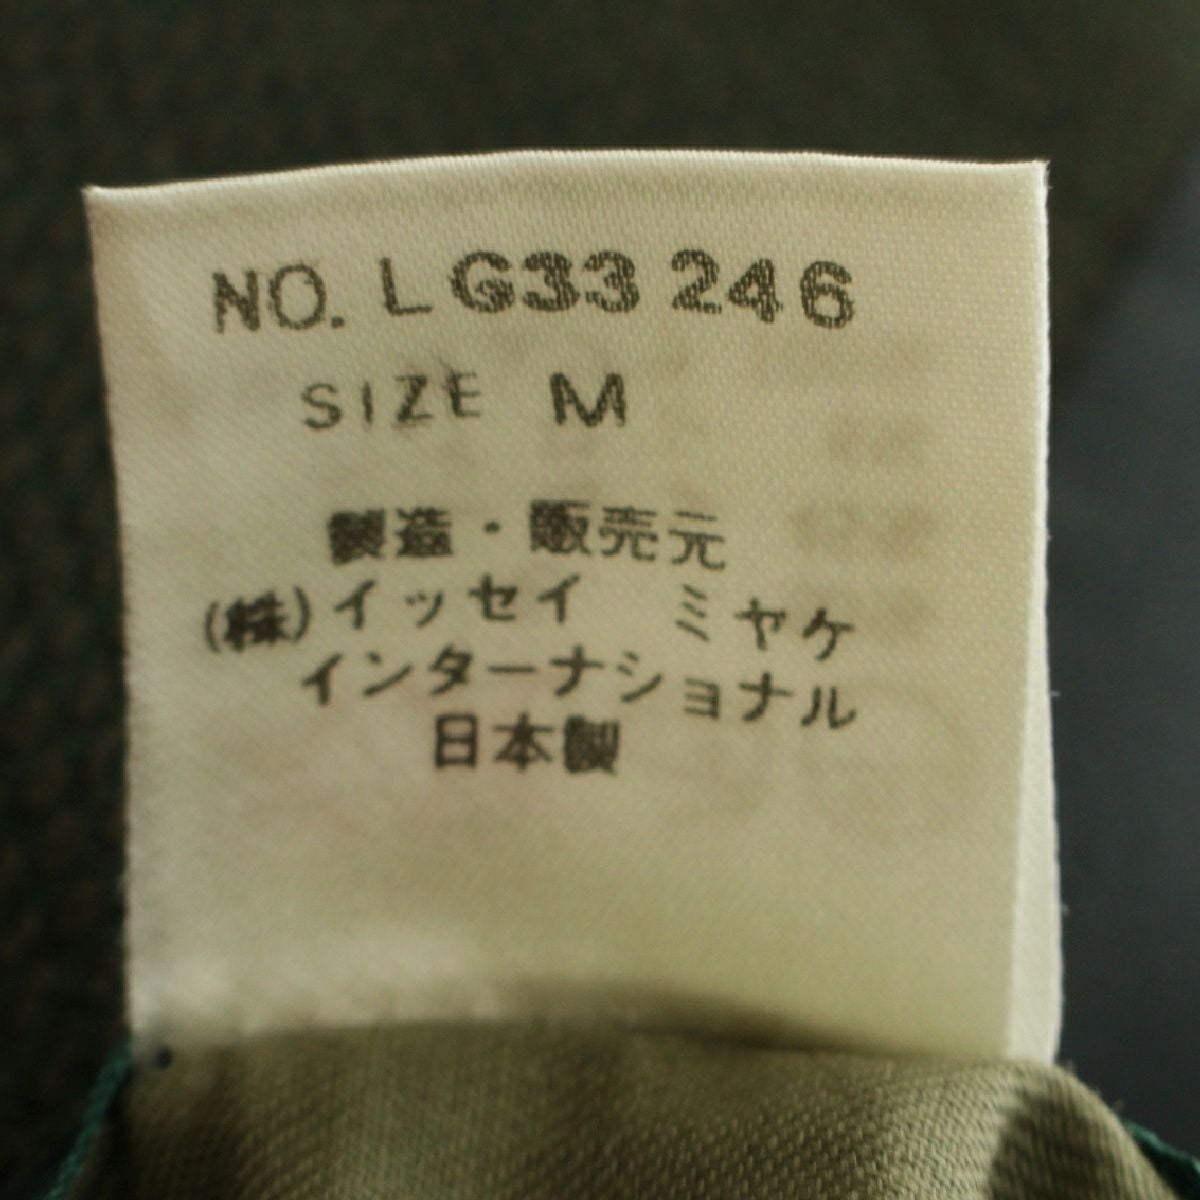 NO. LG33 246
SIZE M
製造・販売元
(株)イッセイ ミヤケ
インターナショナル
日本製